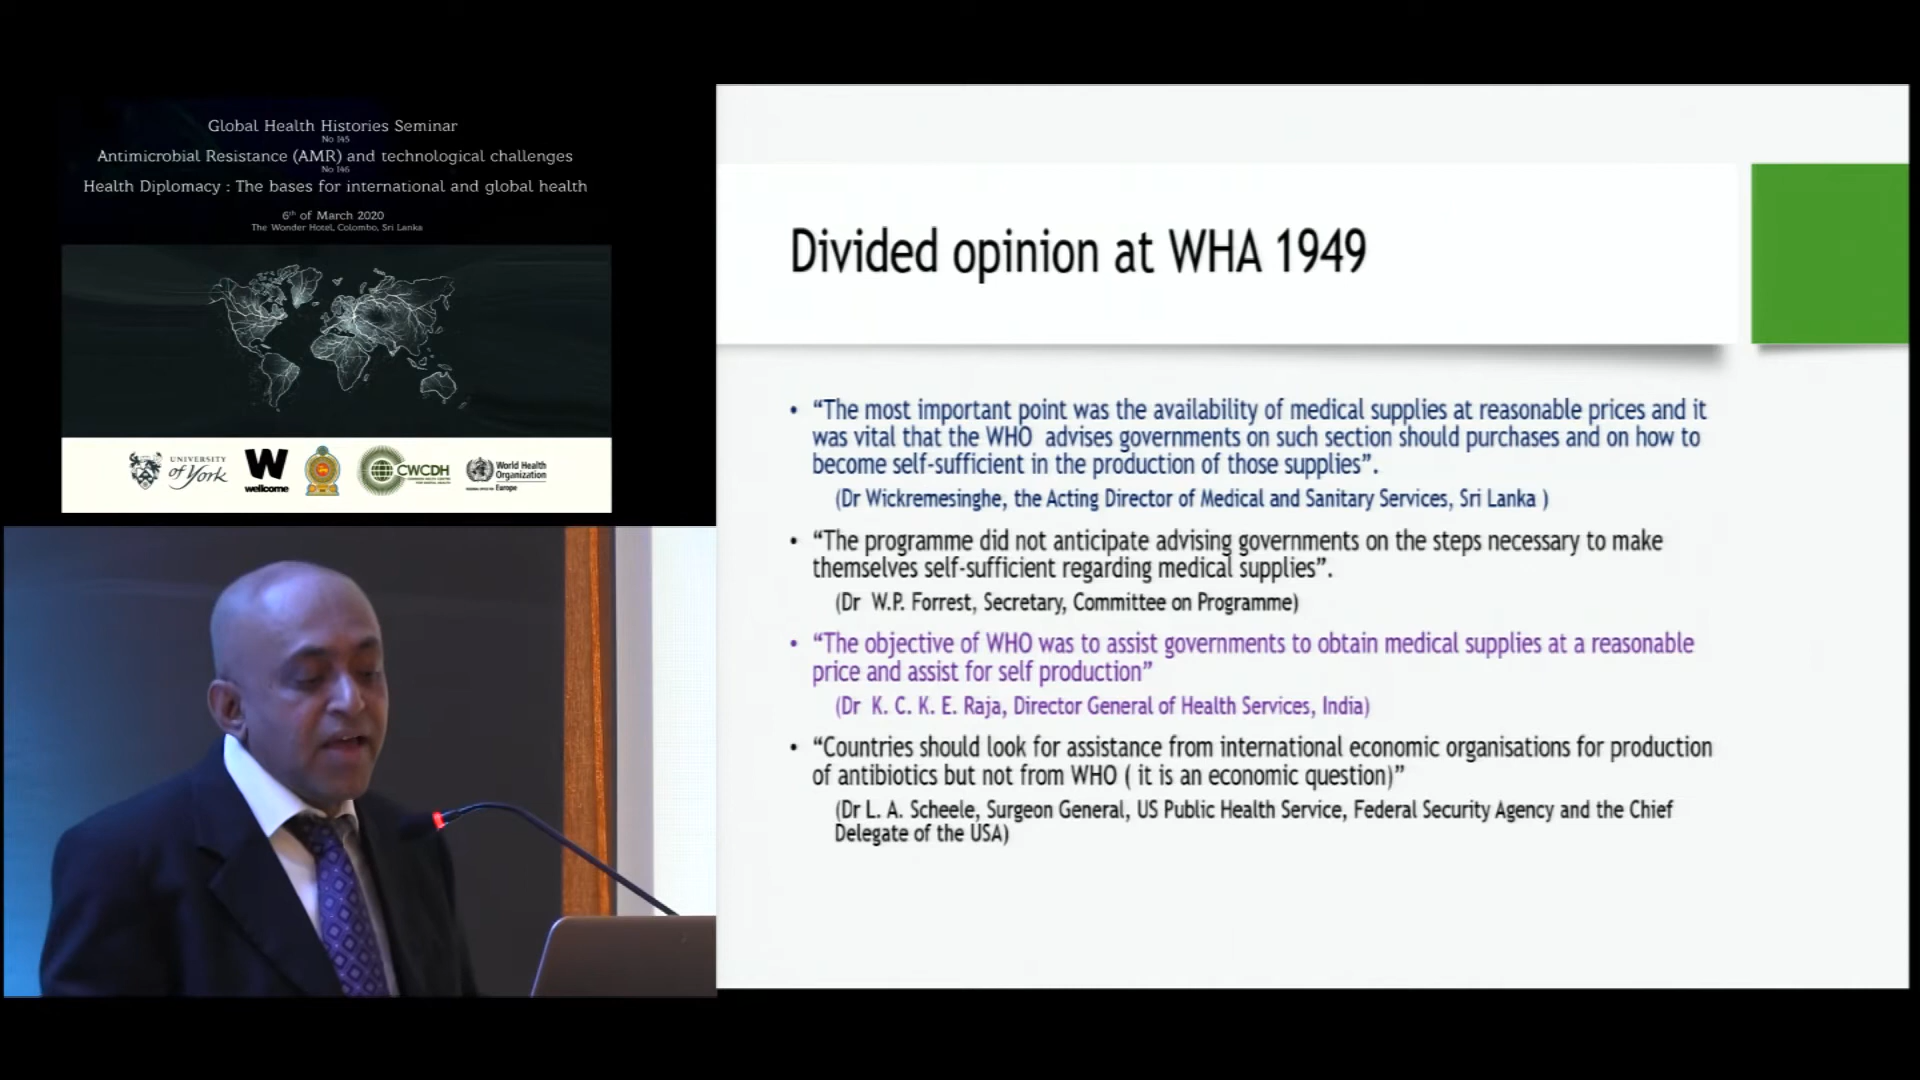 Global Health Histories Seminar
No 145
Antimicrobial Resistance (AMR) and technological challenges
No 146
Health Diplomacy : The bases for international and global health
6th of March 2020
The Wonder Hotel, Colombo, Sri Lanka
UNIVERSITY
of York
W
wellcome
CWCDH
World Health
Organization
Europe
Divided opinion at WHA 1949
• “The most important point was the availability of medical supplies at reasonable prices and it
was vital that the WHO advises governments on such section should purchases and on how to
become self-sufficient in the production of those supplies”.
(Dr Wickremesinghe, the Acting Director of Medical and Sanitary Services, Sri Lanka )
• “The programme did not anticipate advising governments on the steps necessary to make
themselves self-sufficient regarding medical supplies”.
(Dr W.P. Forrest, Secretary, Committee on Programme)
• “The objective of WHO was to assist governments to obtain medical supplies at a reasonable
price and assist for self production”
(Dr K. C. K. E. Raja, Director General of Health Services, India)
• “Countries should look for assistance from international economic organisations for production
of antibiotics but not from WHO ( it is an economic question)”
(Dr L. A. Scheele, Surgeon General, US Public Health Service, Federal Security Agency and the Chief
Delegate of the USA)